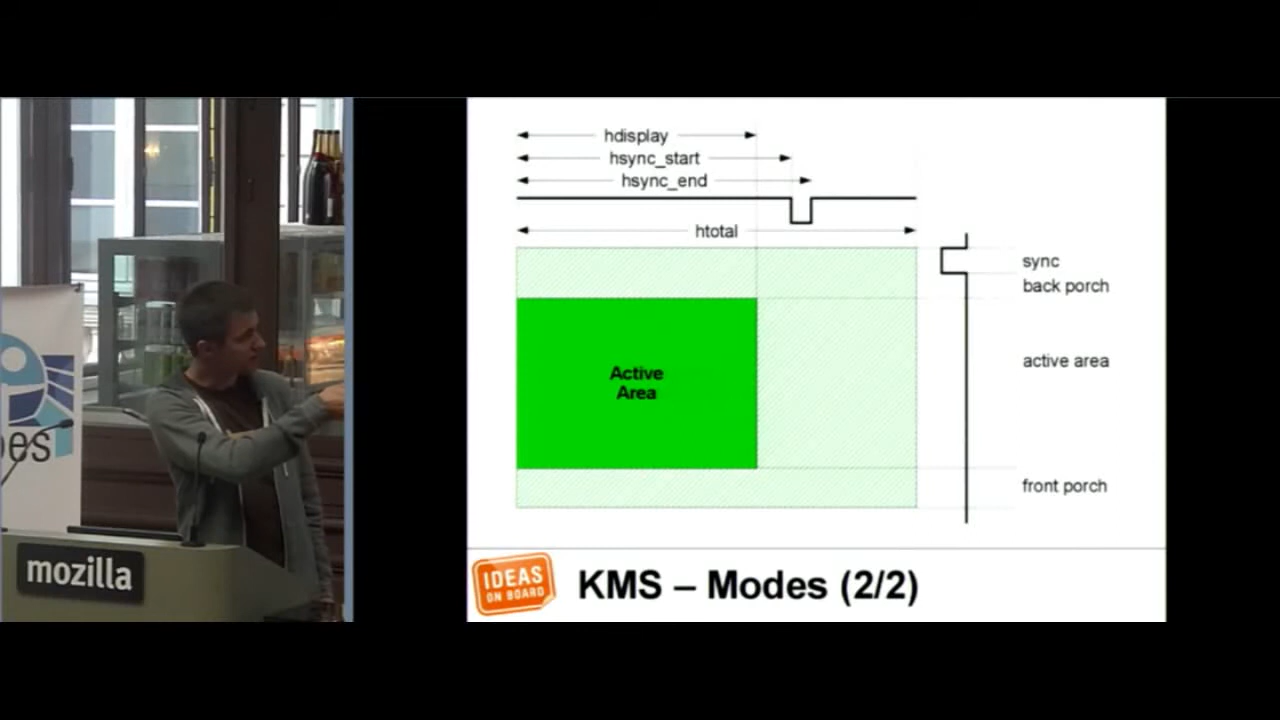 hdisplay
hsync_start
hsync_end
htotal
sync
back porch
active area
Active
Area
front porch
IDEAS
ON BOARD
KMS – Modes (2/2)
mozilla